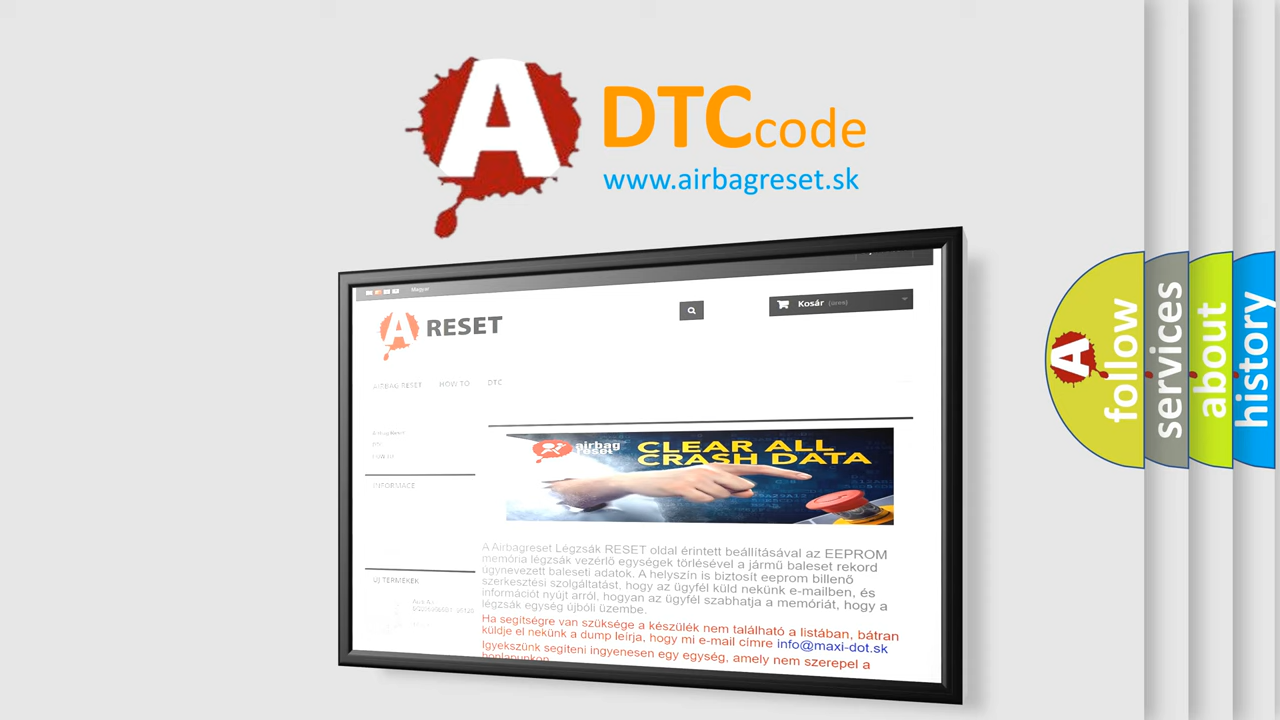 A DTC code
www.airbagreset.sk
Magyar
A RESET
Kosár (üres)
AIRBAG RESET HOW TO DTC
INFORMACE
airbag
reset
CLEAR ALL
CRASH DATA
A Airbagreset Légzsák RESET oldal érintett beállításával az EEPROM
memória légzsák vezérlő egységek törlésével a jármű baleset rekord
úgynevezett baleseti adatok. A helyszín is biztosít eeprom billenő
szerkesztési szolgáltatást, hogy az ügyfél küld nekünk e-mailben, és
információt nyújt arról, hogyan az ügyfél szabhatja a memóriát, hogy a
légzsák egység újbóli üzembe.
Ha segítségre van szüksége a készülék nem található a listában, bátran
küldje el nekünk a dump leírja, hogy mi e-mail címre info@maxi-dot.sk
Igyekszünk segíteni ingyenesen egy egység, amely nem szerepel a
honlapunkon
ÚJ TERMÉKEK
A follow
services
about
history